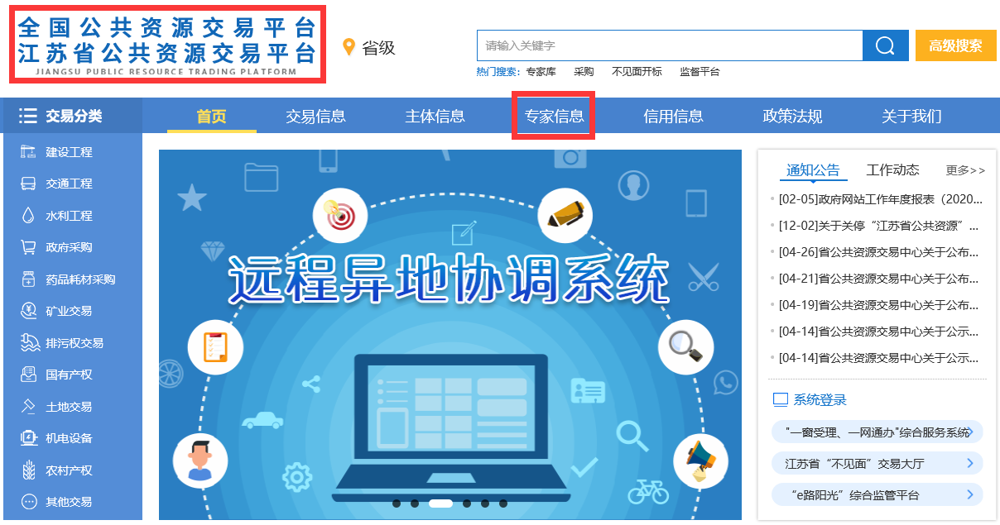 全国公共资源交易平台
江苏省公共资源交易平台
JIANGSU PUBLIC RESOURCE TRADING PLATFORM
省级
请输入关键字
高级搜索
热门搜索: 专家库 采购 不见面开标 监督平台
交易分类 首页 交易信息 主体信息 专家信息 信用信息 政策法规 关于我们
建设工程
交通工程
水利工程
政府采购
药品耗材采购
矿业交易
排污权交易
国有产权
土地交易
机电设备
农村产权
其他交易
远程异地协调系统
通知公告 工作动态 更多>>
[02-05]政府网站工作年度报表（2020...
[12-02]关于关停“江苏省公共资源”...
[04-26]省公共资源交易中心关于公布...
[04-21]省公共资源交易中心关于公布...
[04-19]省公共资源交易中心关于公布...
[04-14]省公共资源交易中心关于公示...
[04-14]省公共资源交易中心关于公示...
系统登录
"一窗受理、一网通办"综合服务系统
江苏省“不见面”交易大厅
“e路阳光”综合监管平台